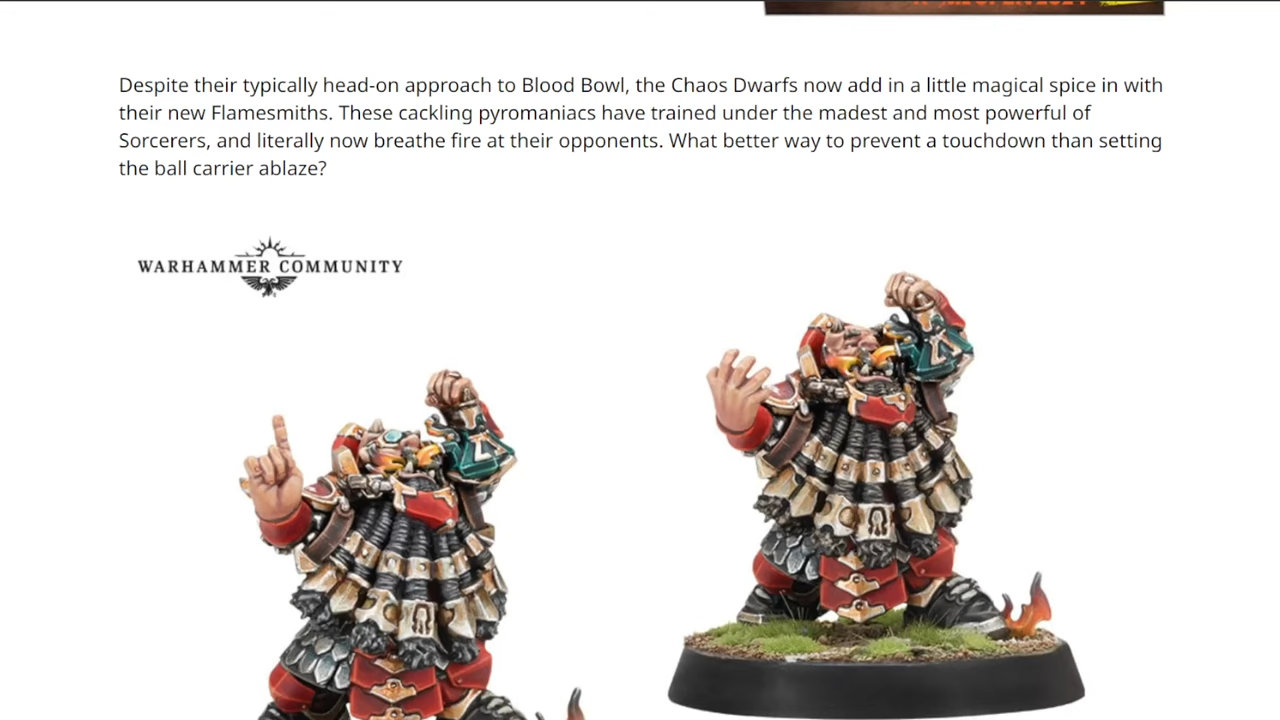 Despite their typically head-on approach to Blood Bowl, the Chaos Dwarfs now add in a little magical spice in with
their new Flamesmiths. These cackling pyromaniacs have trained under the madest and most powerful of
Sorcerers, and literally now breathe fire at their opponents. What better way to prevent a touchdown than setting
the ball carrier ablaze?
WARHAMMER COMMUNITY